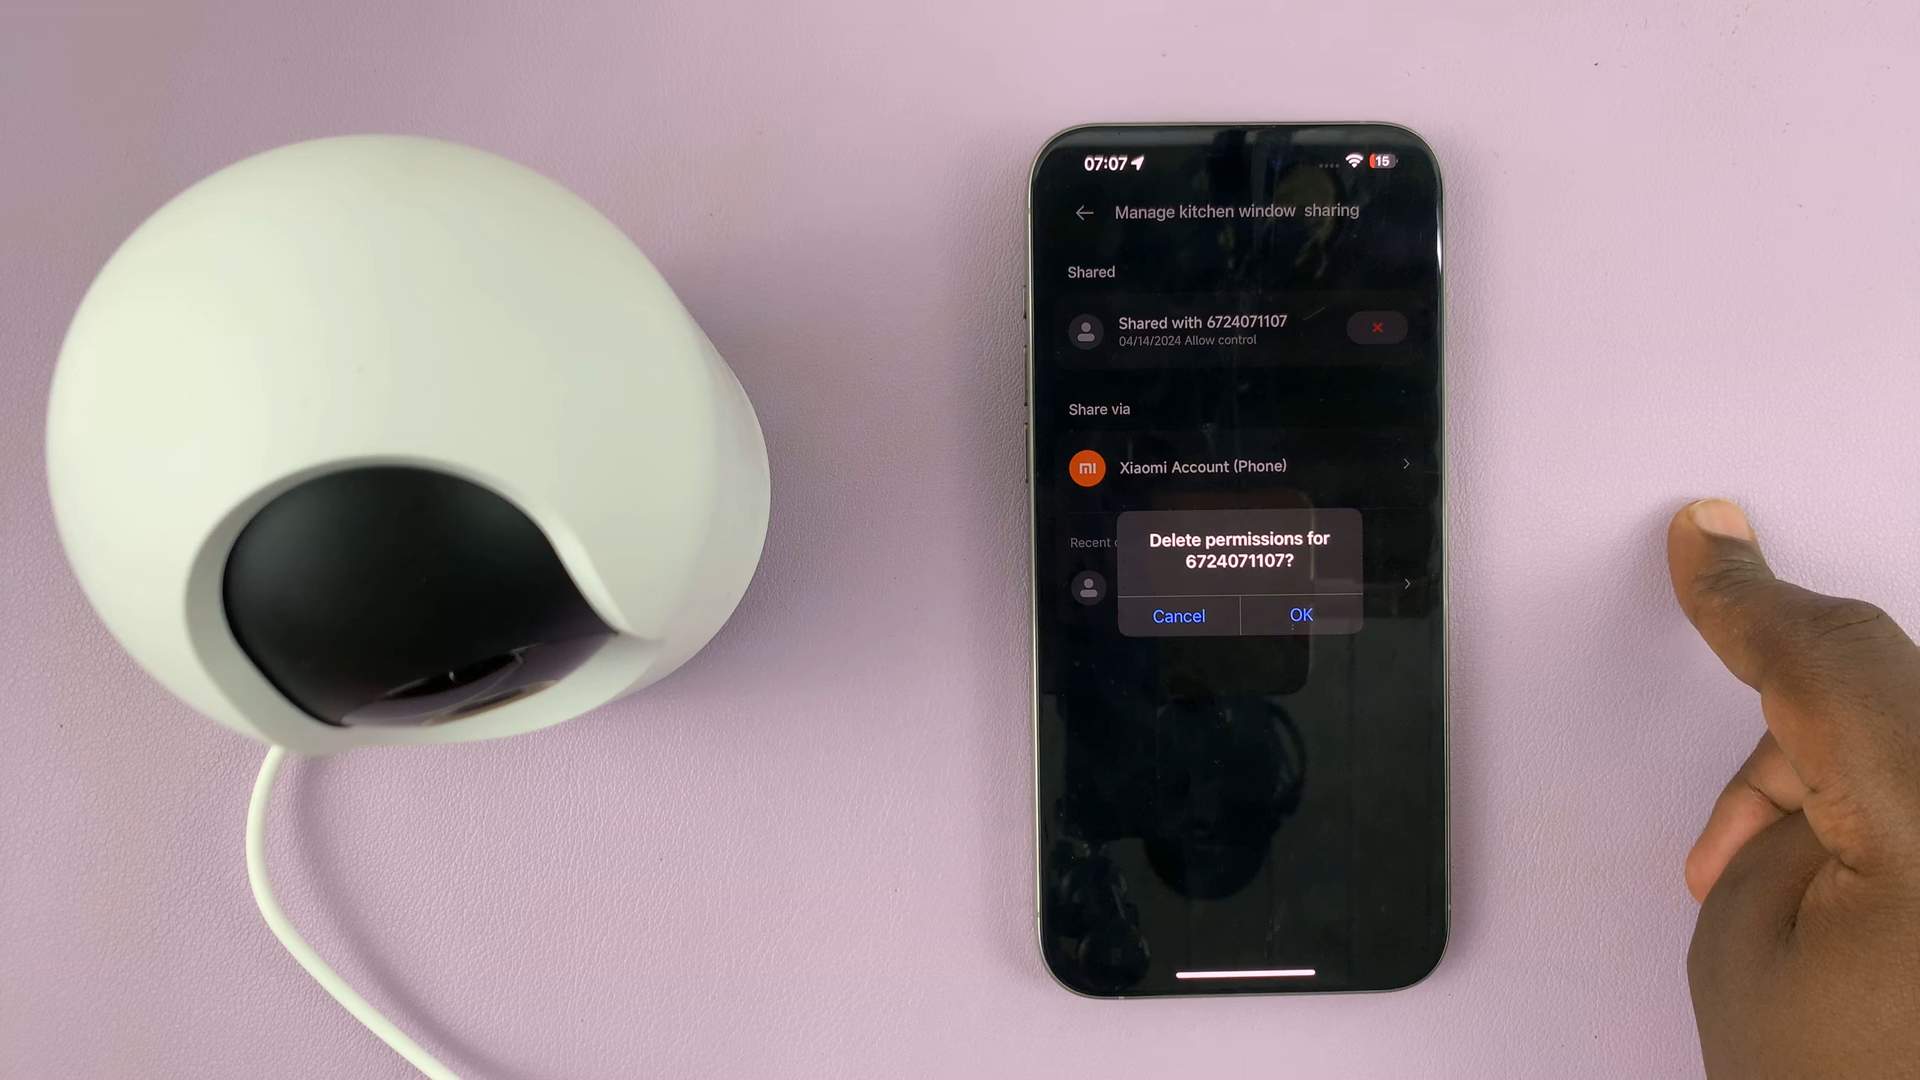 07:07
15
Manage kitchen window sharing
Shared
Shared with 6724071107
04/14/2024 Allow control
Share via
mi
Xiaomi Account (Phone)
Recent
Delete permissions for
6724071107?
Cancel
OK